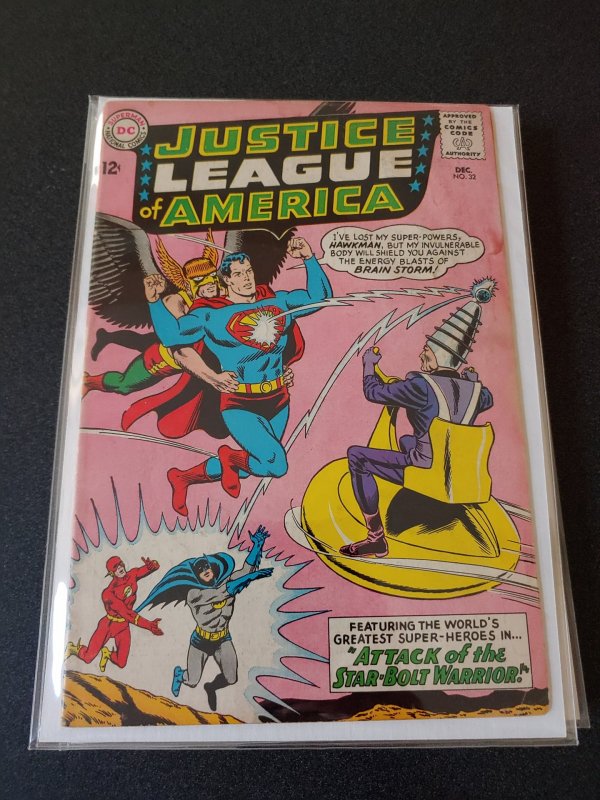 SUPERMAN
DC
NATIONAL COMICS
12¢
JUSTICE
LEAGUE
of AMERICA
APPROVED
BY THE
COMICS
CODE
CA
AUTHORITY
DEC.
NO. 32
I'VE LOST MY SUPER-POWERS,
HAWKMAN, BUT MY INVULNERABLE
BODY WILL SHIELD YOU AGAINST
THE ENERGY BLASTS OF
BRAIN STORM!
FEATURING THE WORLD'S
GREATEST SUPER-HEROES IN...
"ATTACK of the
STAR-BOLT WARRIOR!"